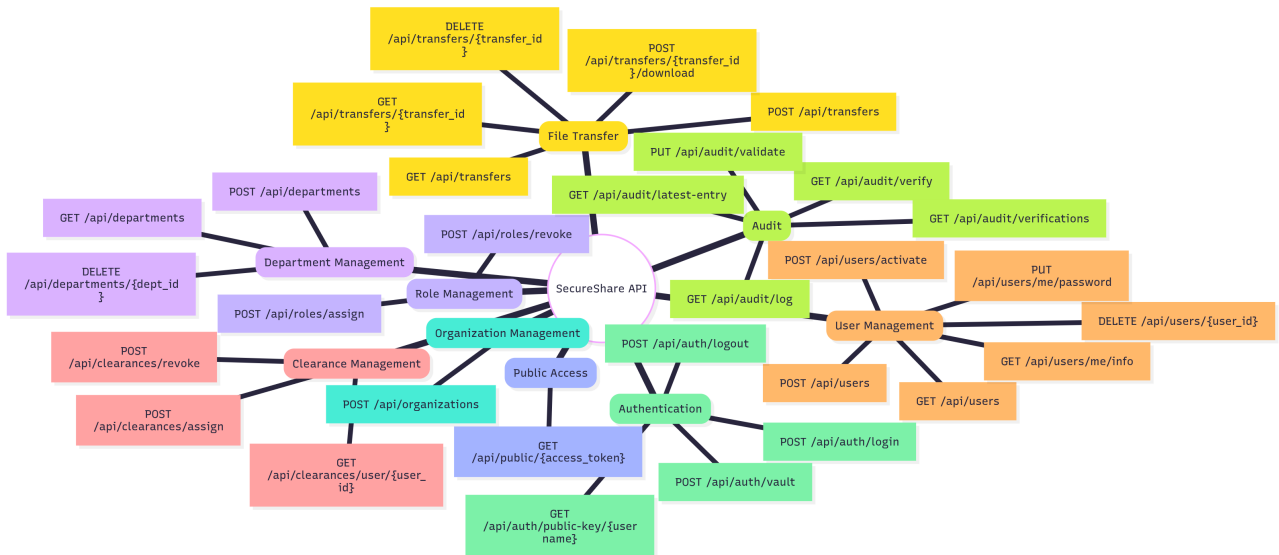 DELETE
/api/transfers/{transfer_id
}
POST
/api/transfers/{transfer_id
}/download
GET
/api/transfers/{transfer_id
}
POST /api/transfers
File Transfer
GET /api/transfers
PUT /api/audit/validate
GET /api/audit/verify
GET /api/audit/latest-entry
GET /api/audit/verifications
Audit
GET /api/audit/log
POST /api/departments
GET /api/departments
Department Management
DELETE
/api/departments/{dept_id
}
POST /api/roles/revoke
Role Management
POST /api/roles/assign
SecureShare API
POST /api/users/activate
PUT
/api/users/me/password
User Management
DELETE /api/users/{user_id}
GET /api/users/me/info
POST /api/users
GET /api/users
Organization Management
POST /api/organizations
POST
/api/clearances/revoke
Clearance Management
POST
/api/clearances/assign
GET
/api/clearances/user/{user_
id}
Public Access
GET
/api/public/{access_token}
POST /api/auth/logout
Authentication
POST /api/auth/login
POST /api/auth/vault
GET
/api/auth/public-key/{user
name}